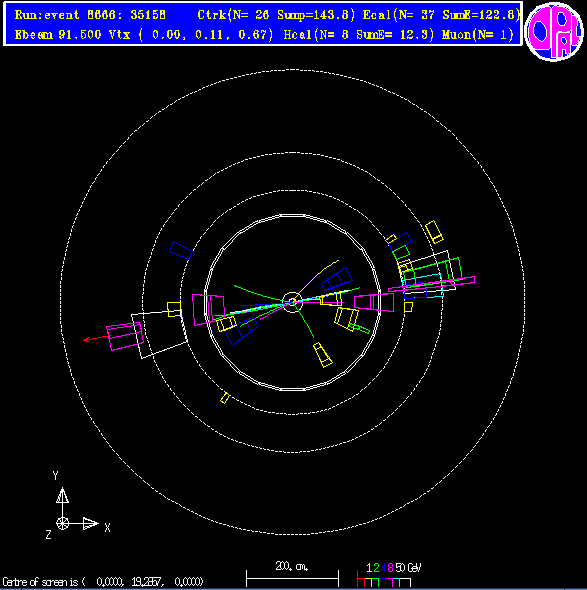 Run:event 8666: 35158 Ctrk(N= 26 Sump=143.8) Ecal(N= 37 SumE=122.8)
Ebeam 91.500 Vtx ( 0.00, 0.11, 0.67) Hcal(N= 8 SumE= 12.3) Muon(N= 1)
OPAL
Y
X
Z
200. cm.
1 2 4 8 50 GeV
Centre of screen is ( 0.0000, 19.2857, 0.0000)